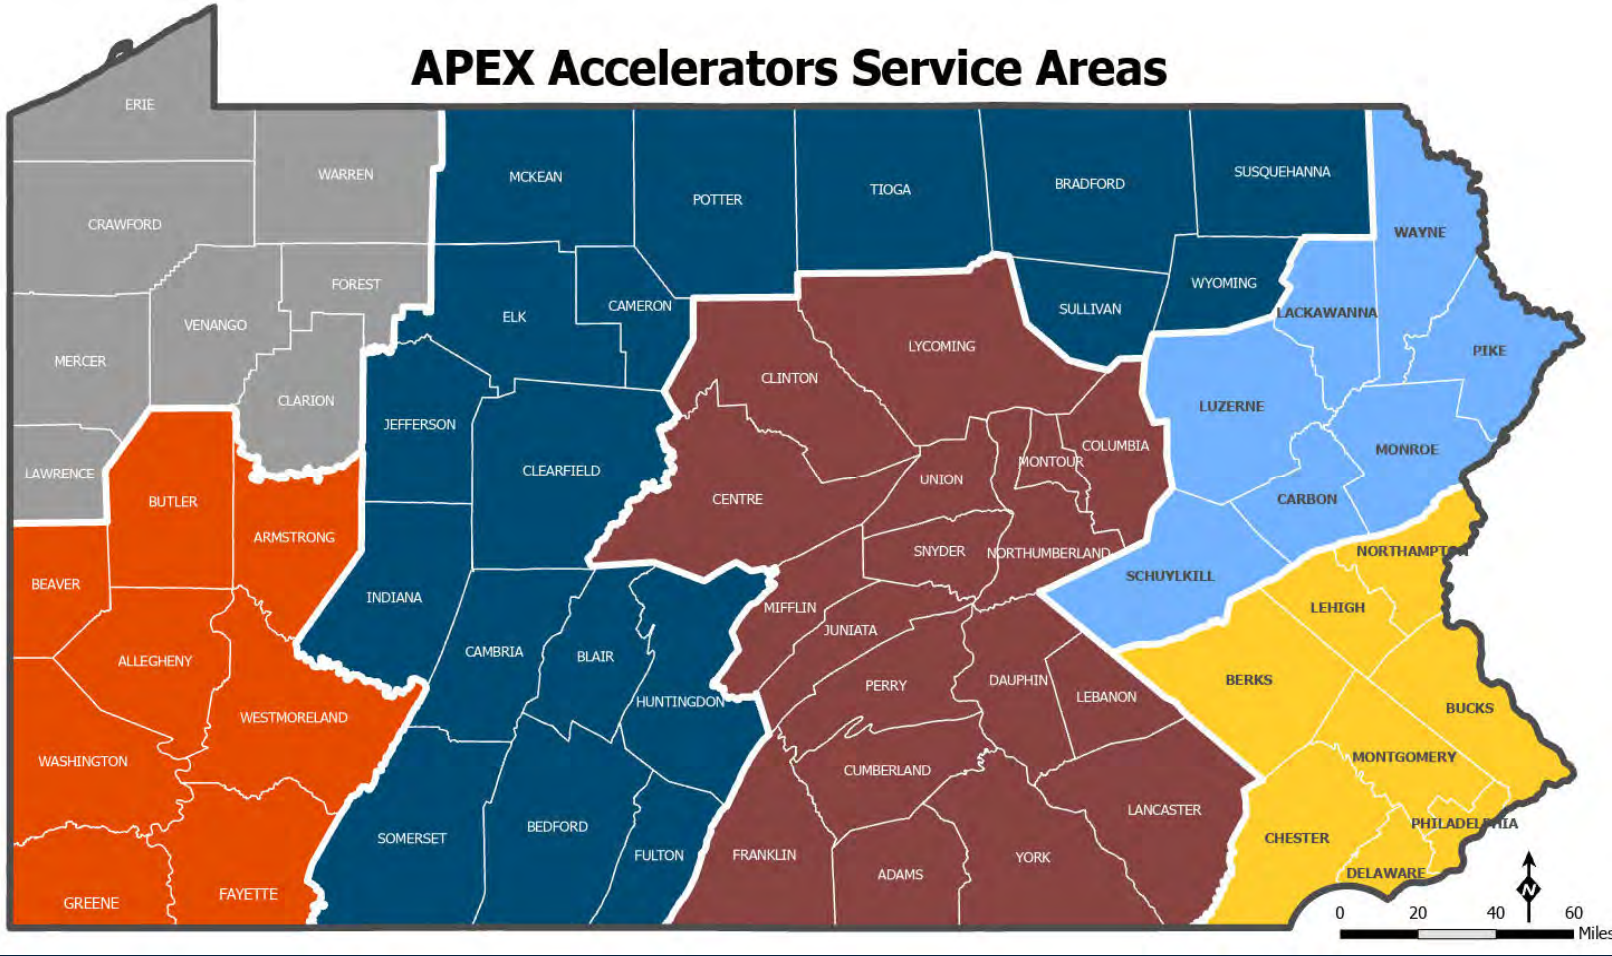 APEX Accelerators Service Areas
ERIE
WARREN
MCKEAN
POTTER
TIOGA
BRADFORD
SUSQUEHANNA
CRAWFORD
WAYNE
FOREST
WYOMING
VENANGO
ELK
CAMERON
SULLIVAN
LACKAWANNA
MERCER
LYCOMING
PIKE
CLINTON
CLARION
LUZERNE
JEFFERSON
COLUMBIA
MONROE
LAWRENCE
CLEARFIELD
MONTOUR
UNION
BUTLER
CENTRE
CARBON
ARMSTRONG
SNYDER
NORTHUMBERLAND
NORTHAMPTON
BEAVER
SCHUYLKILL
INDIANA
MIFFLIN
LEHIGH
JUNIATA
ALLEGHENY
CAMBRIA
BLAIR
PERRY
DAUPHIN
BERKS
HUNTINGDON
LEBANON
BUCKS
WESTMORELAND
WASHINGTON
CUMBERLAND
MONTGOMERY
LANCASTER
SOMERSET
BEDFORD
CHESTER
PHILADELPHIA
FULTON
FRANKLIN
YORK
ADAMS
DELAWARE
GREENE
FAYETTE
N
0 20 40 60
Miles